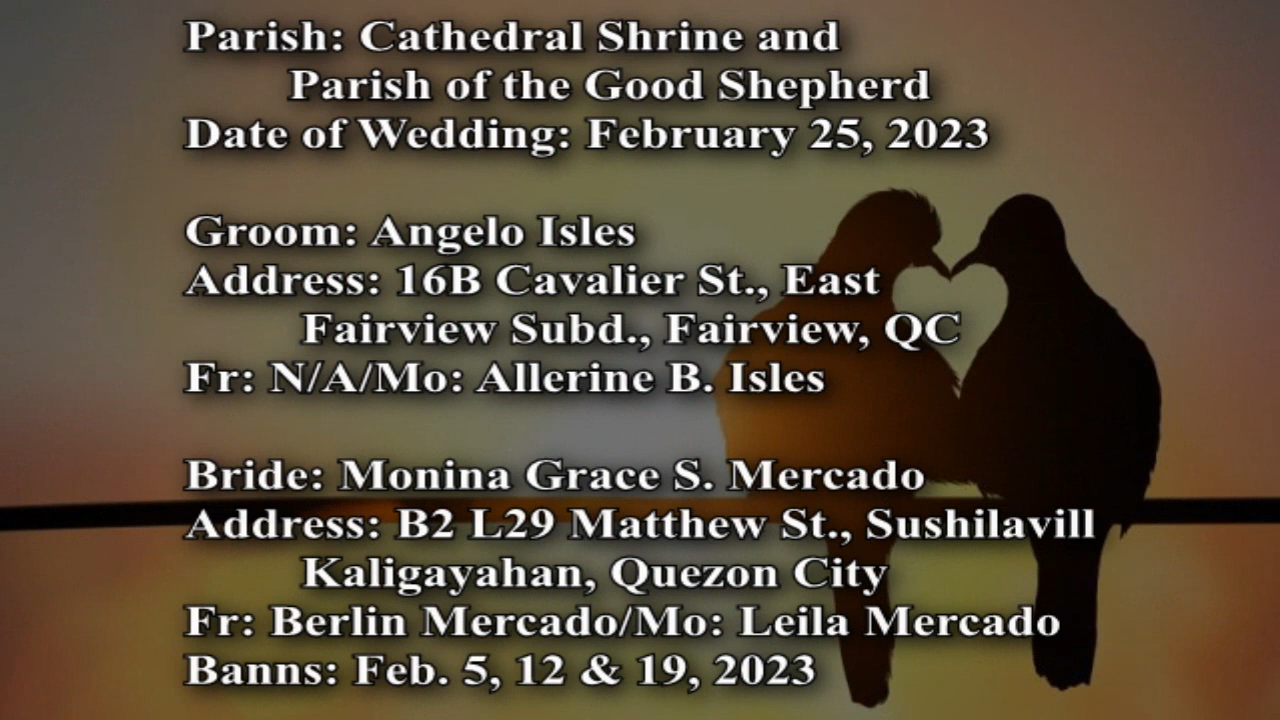 Parish: Cathedral Shrine and
Parish of the Good Shepherd
Date of Wedding: February 25, 2023
Groom: Angelo Isles
Address: 16B Cavalier St., East
Fairview Subd., Fairview, QC
Fr: N/A/Mo: Allerine B. Isles
Bride: Monina Grace S. Mercado
Address: B2 L29 Matthew St., Sushilavill
Kaligayahan, Quezon City
Fr: Berlin Mercado/Mo: Leila Mercado
Banns: Feb. 5, 12 & 19, 2023